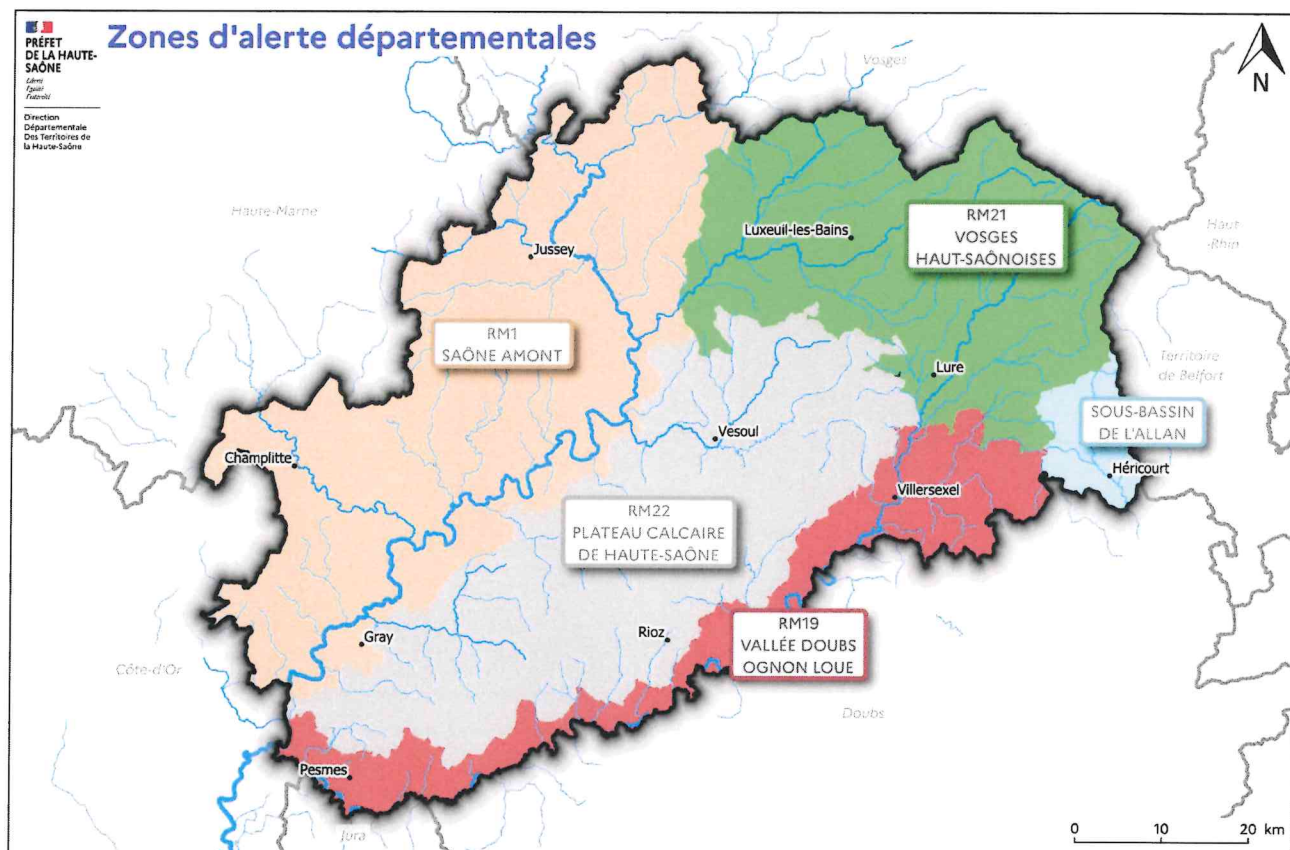 PRÉFET
DE LA HAUTE-
SAÔNE
Liberté
Égalité
Fraternité
Direction
Départementale
Des Territoires de
la Haute-Saône
Zones d'alerte départementales
N
Vosges
Haute-Marne
Haut
-Rhin
Jussey
Luxeuil-les-Bains
RM21
VOSGES
HAUT-SAÔNOISES
RM1
SAÔNE AMONT
Lure
Territoire
de Belfort
SOUS-BASSIN
DE L'ALLAN
Vesoul
Champlitte
Héricourt
Villersexel
RM22
PLATEAU CALCAIRE
DE HAUTE-SAÔNE
RM19
VALLÉE DOUBS
OGNON LOUE
Rioz
Gray
Côte-d'Or
Doubs
Pesmes
Jura
0 10 20 km